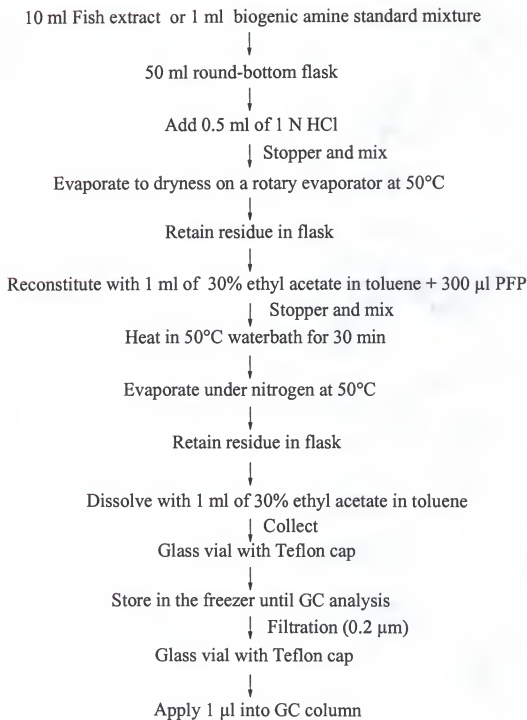 10 ml Fish extract or 1 ml biogenic amine standard mixture
50 ml round-bottom flask
Add 0.5 ml of 1 N HCl
Stopper and mix
Evaporate to dryness on a rotary evaporator at 50°C
Retain residue in flask
Reconstitute with 1 ml of 30% ethyl acetate in toluene + 300 µl PFP
Stopper and mix
Heat in 50°C waterbath for 30 min
Evaporate under nitrogen at 50°C
Retain residue in flask
Dissolve with 1 ml of 30% ethyl acetate in toluene
Collect
Glass vial with Teflon cap
Store in the freezer until GC analysis
Filtration (0.2 µm)
Glass vial with Teflon cap
Apply 1 µl into GC column